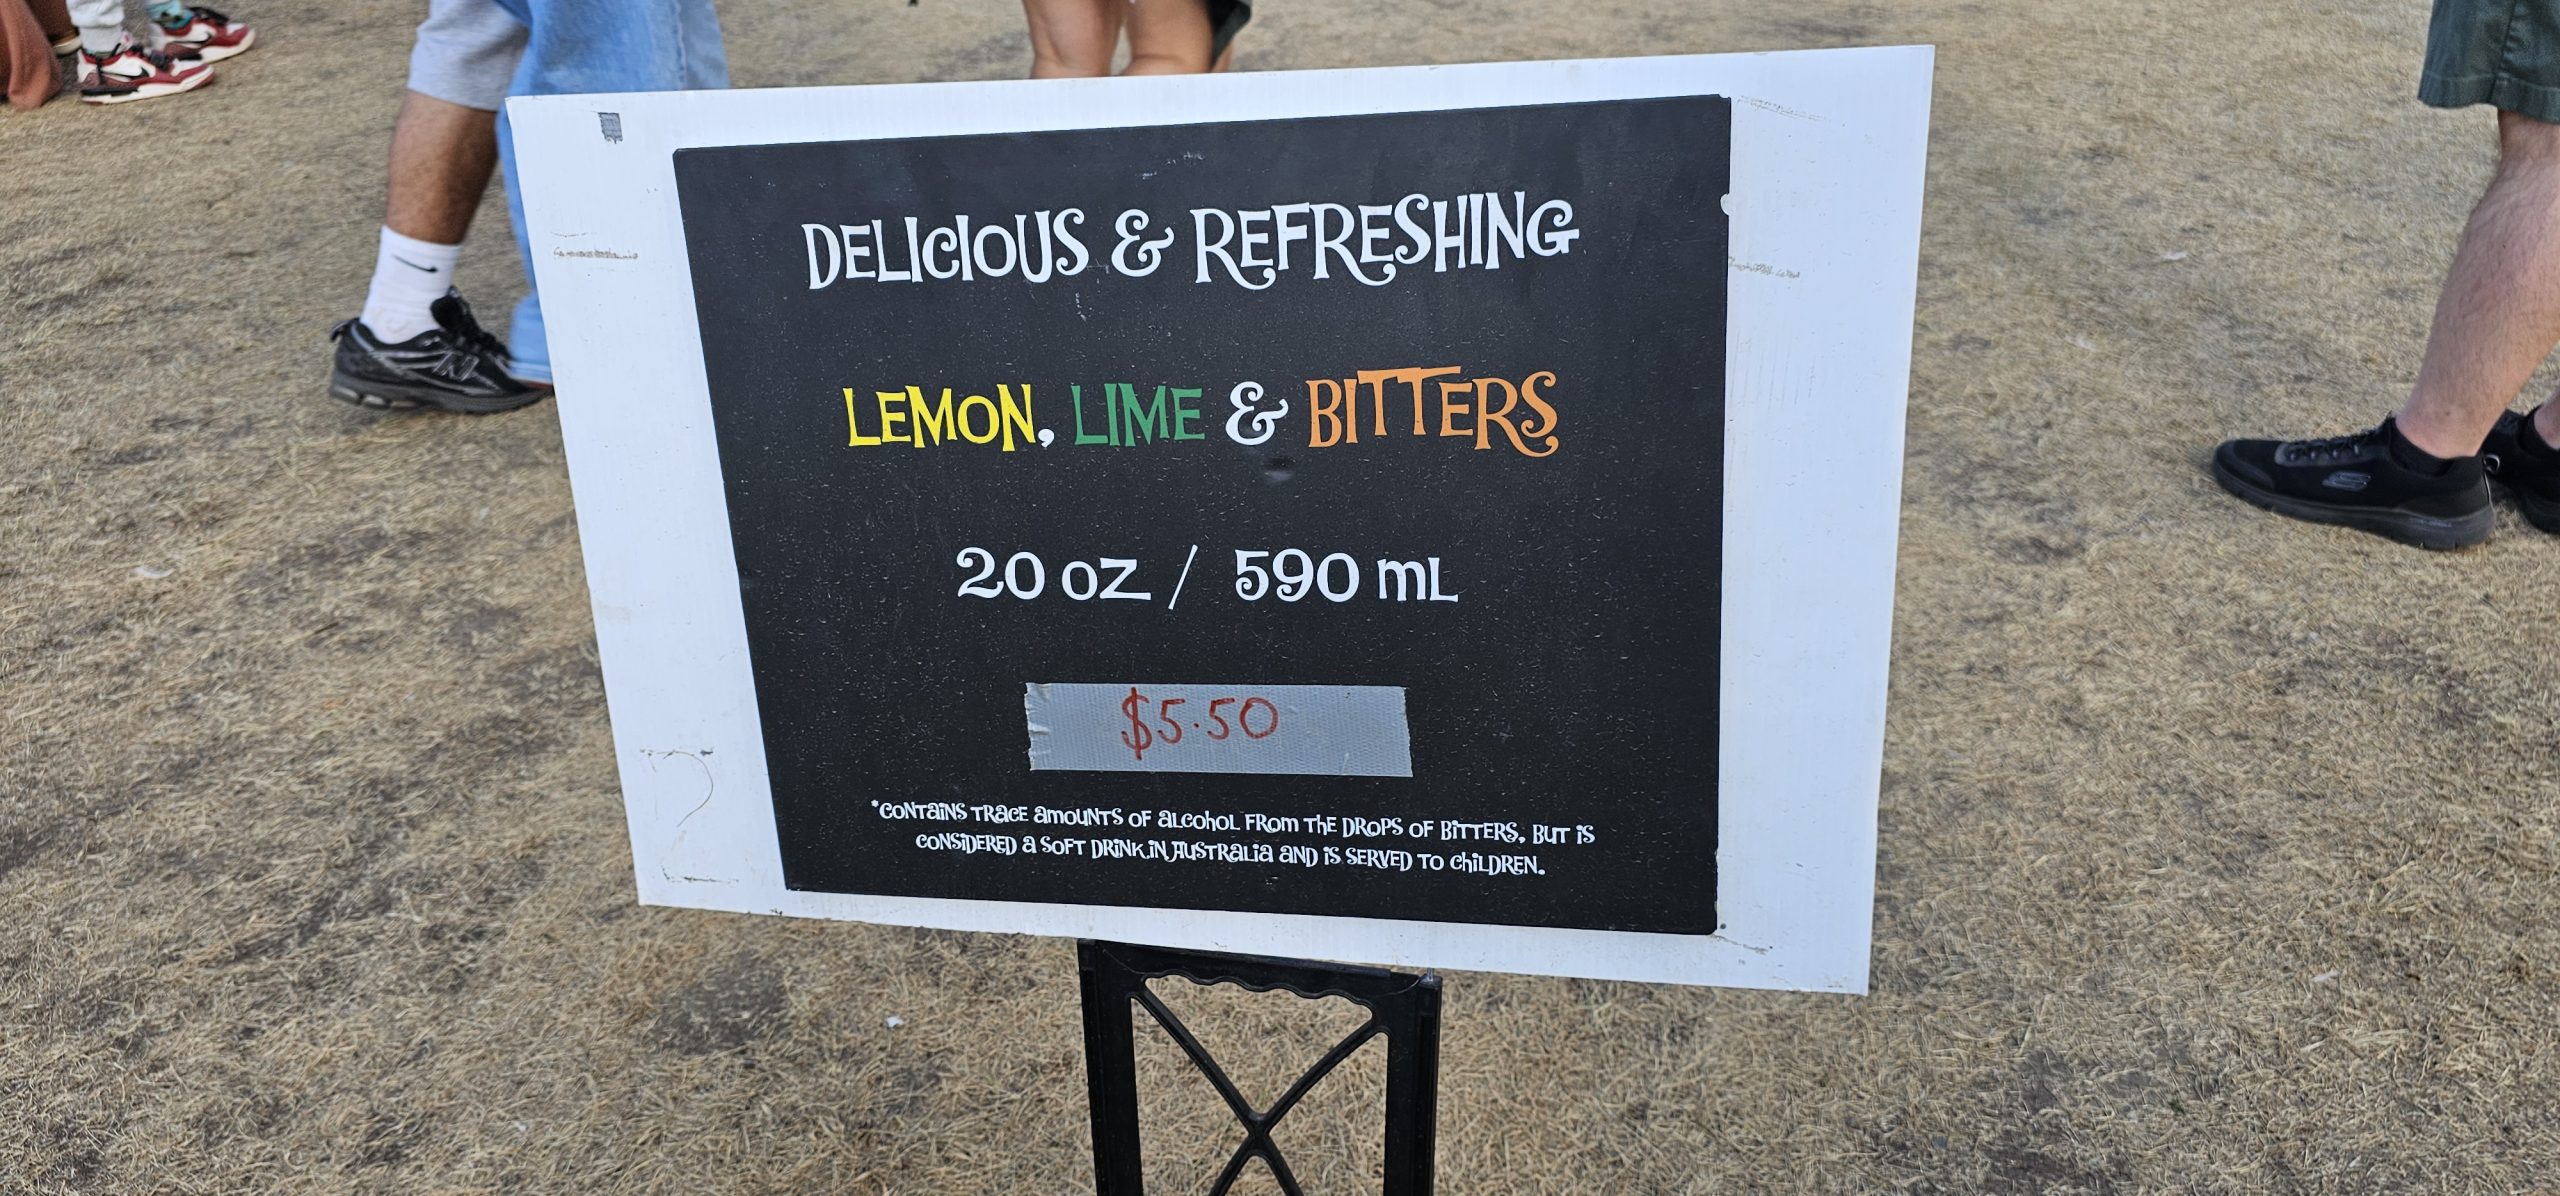 DELICIOUS & REFRESHING
LEMON, LIME & BITTERS
20 OZ / 590 mL
$5.50
*CONTAINS TRACE AMOUNTS OF ALCOHOL FROM THE DROPS OF BITTERS, BUT IS
CONSIDERED A SOFT DRINK IN AUSTRALIA AND IS SERVED TO CHILDREN.
2